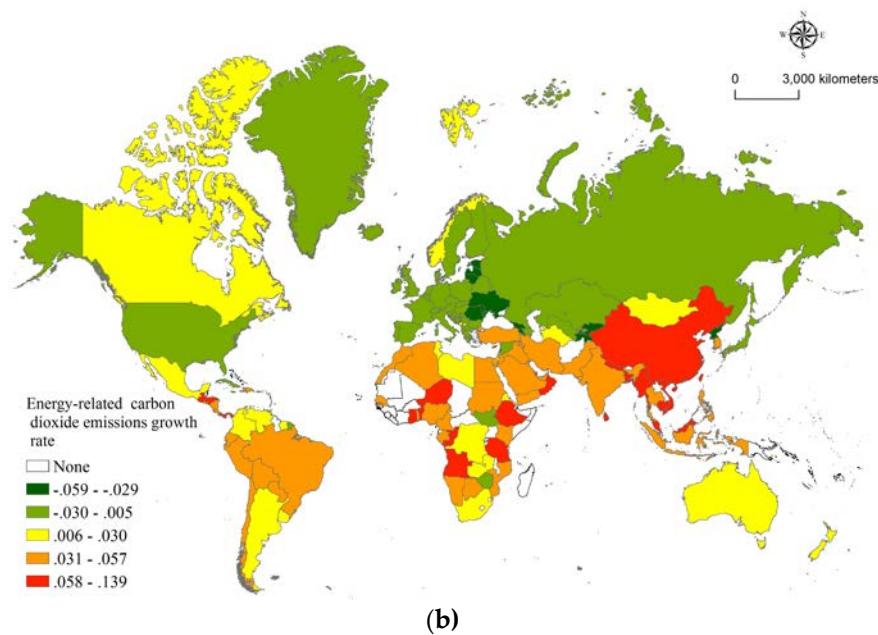 N
W E
S
0 3,000 kilometers
Energy-related carbon
dioxide emissions growth
rate
None
-.059 - -.029
-.030 - .005
.006 - .030
.031 - .057
.058 - .139
(b)